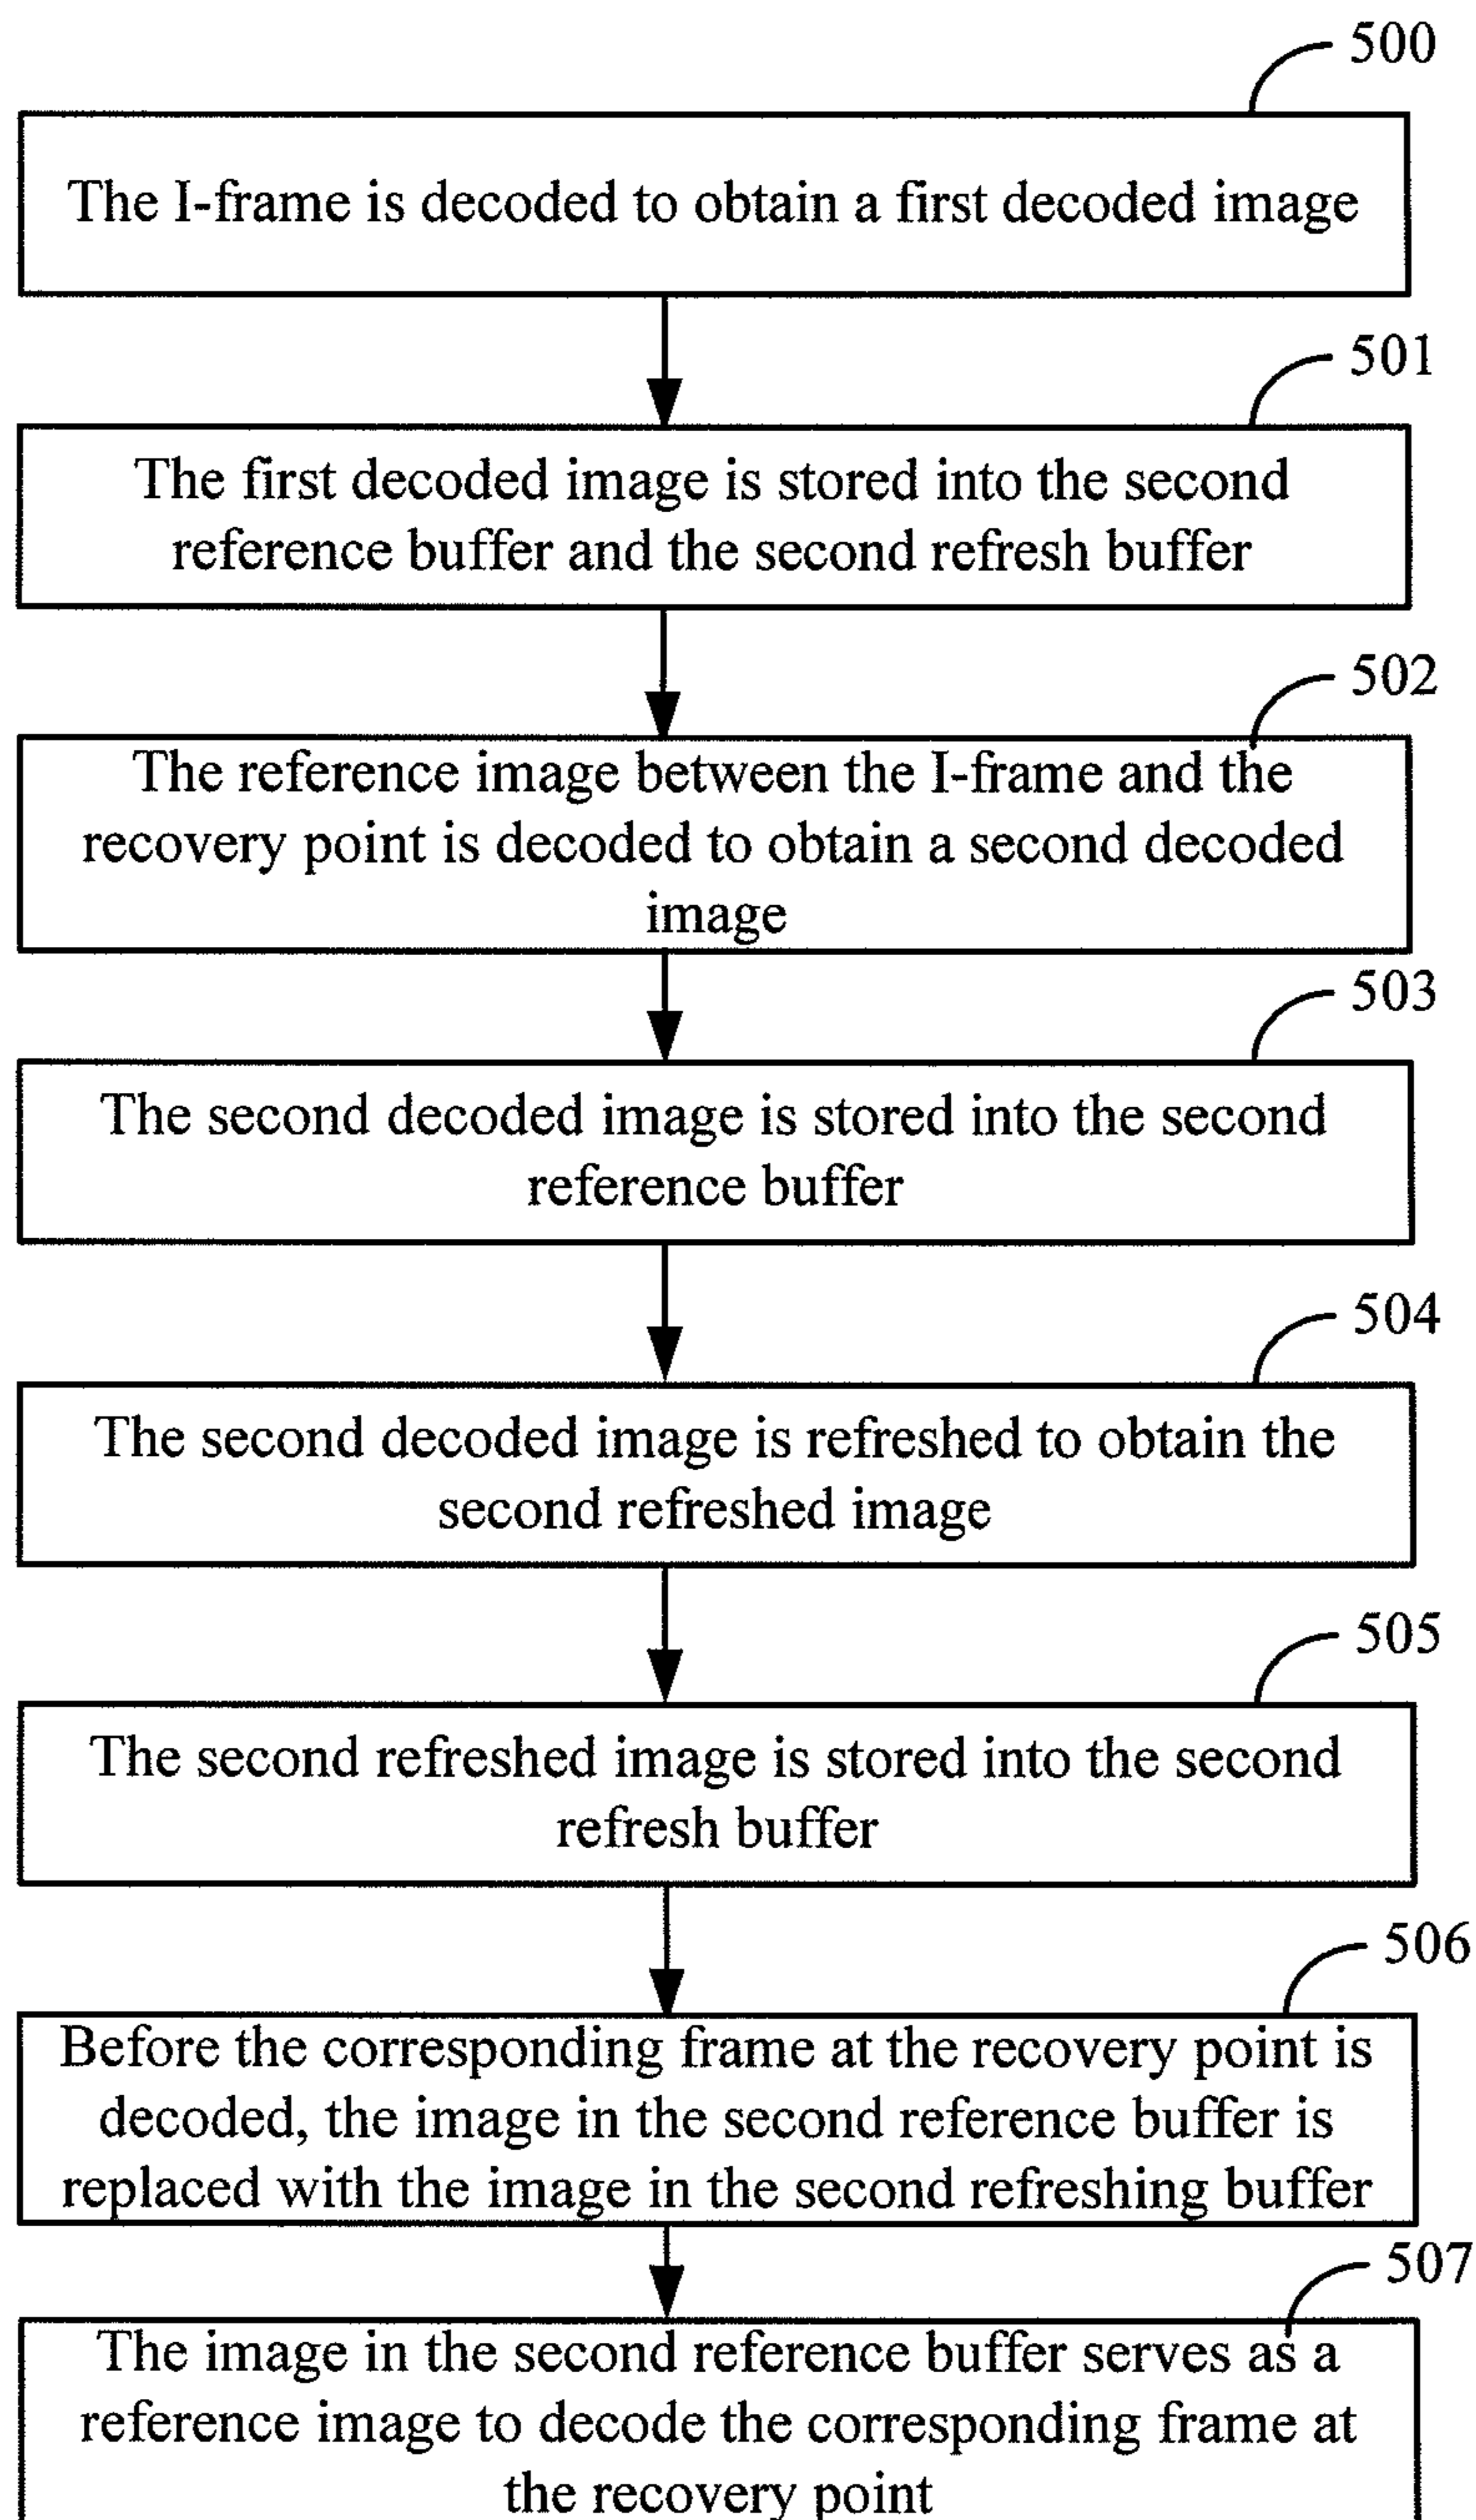 500
The I-frame is decoded to obtain a first decoded image
501
The first decoded image is stored into the second
reference buffer and the second refresh buffer
502
The reference image between the I-frame and the
recovery point is decoded to obtain a second decoded
image
503
The second decoded image is stored into the second
reference buffer
504
The second decoded image is refreshed to obtain the
second refreshed image
505
The second refreshed image is stored into the second
refresh buffer
506
Before the corresponding frame at the recovery point is
decoded, the image in the second reference buffer is
replaced with the image in the second refreshing buffer
507
The image in the second reference buffer serves as a
reference image to decode the corresponding frame at
the recovery point